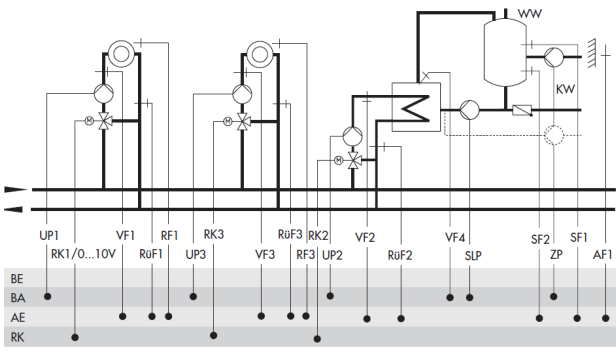 WW
KW
M M M
UP1 VF1 RF1 RK3 RüF3 RK2 VF2 VF4 SF2 SF1
RK1/0...10V RüF1 UP3 VF3 RF3 UP2 RüF2 SLP ZP AF1
BE
BA
AE
RK